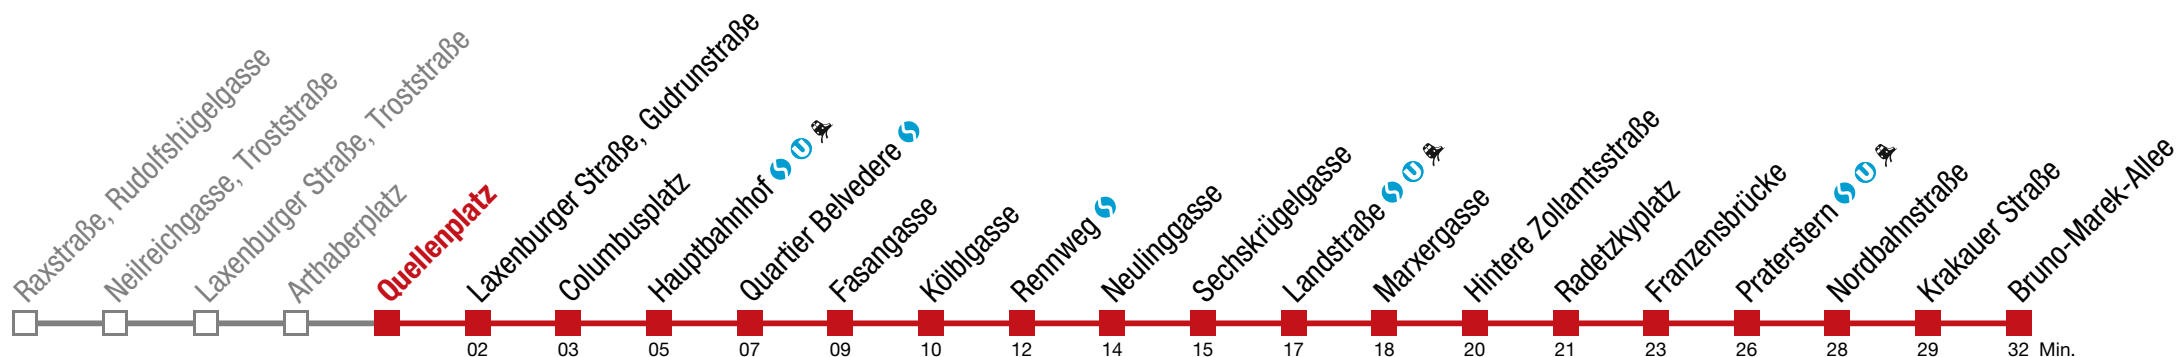 Raxstraße, Rudolfshügelgasse
Neilreichgasse, Troststraße
Laxenburger Straße, Troststraße
Arthaberplatz
Quellenplatz
Laxenburger Straße, Gudrunstraße
Columbusplatz
Hauptbahnhof S U
Quartier Belvedere S
Fasangasse
Kölblgasse
Rennweg S
Neulinggasse
Sechskrügelgasse
Landstraße S U
Marxergasse
Hintere Zollamtsstraße
Radetzkyplatz
Franzensbrücke
Praterstern S U
Nordbahnstraße
Krakauer Straße
Bruno-Marek-Allee
02 03 05 07 09 10 12 14 15 17 18 20 21 23 26 28 29 32 Min.